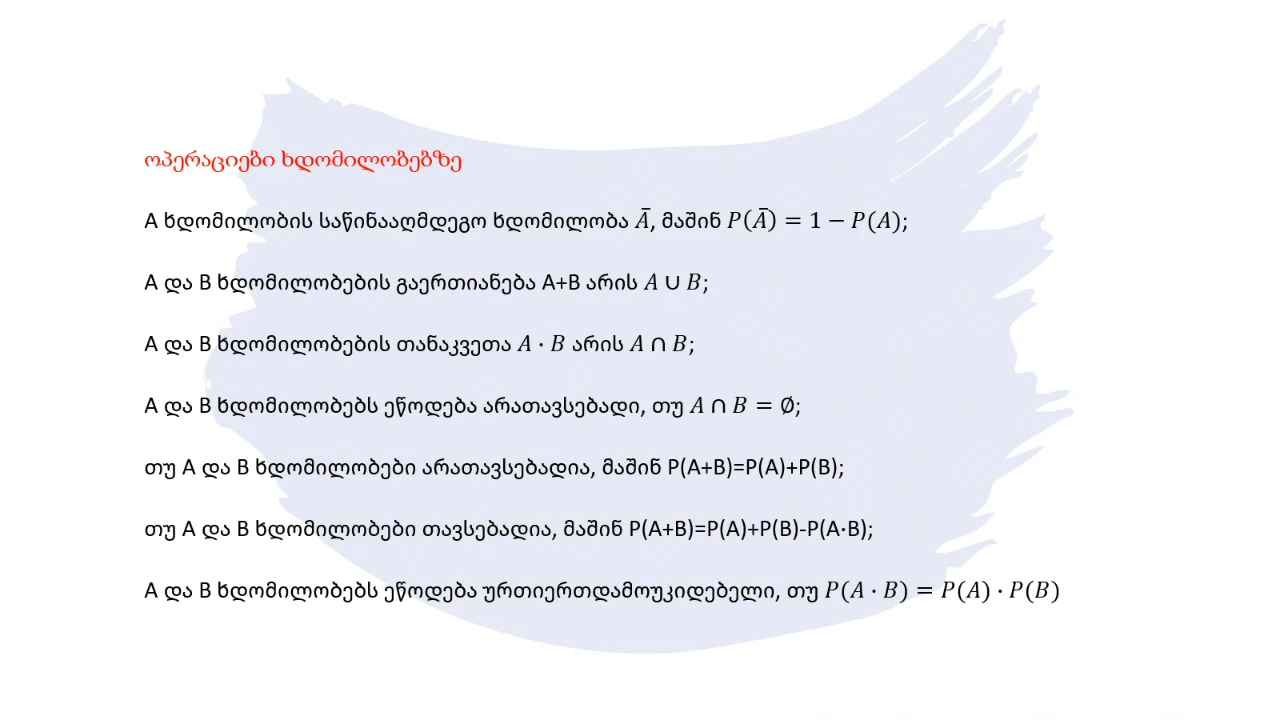 ოპერაციები ხდომილობებზე
A ხდომილობის საწინააღმდეგო ხდომილობა Ā, მაშინ P(Ā) = 1 − P(A);
A და B ხდომილობების გაერთიანება A+B არის A ∪ B;
A და B ხდომილობების თანაკვეთა A · B არის A ∩ B;
A და B ხდომილობებს ეწოდება არათავსებადი, თუ A ∩ B = ∅;
თუ A და B ხდომილობები არათავსებადია, მაშინ P(A+B)=P(A)+P(B);
თუ A და B ხდომილობები თავსებადია, მაშინ P(A+B)=P(A)+P(B)-P(A·B);
A და B ხდომილობებს ეწოდება ურთიერთდამოუკიდებელი, თუ P(A · B) = P(A) · P(B)